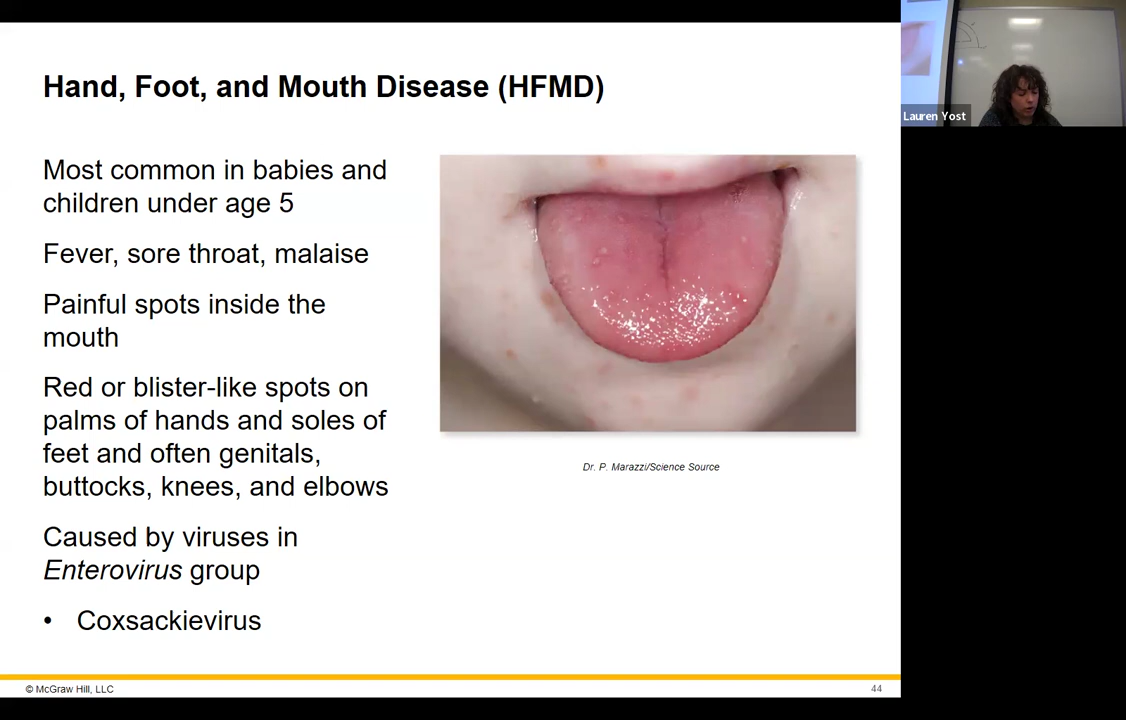 Hand, Foot, and Mouth Disease (HFMD)
Most common in babies and
children under age 5
Fever, sore throat, malaise
Painful spots inside the
mouth
Red or blister-like spots on
palms of hands and soles of
feet and often genitals,
buttocks, knees, and elbows
Caused by viruses in
Enterovirus group
• Coxsackievirus
Dr. P. Marazzi/Science Source
© McGraw Hill, LLC
44
Lauren Yost